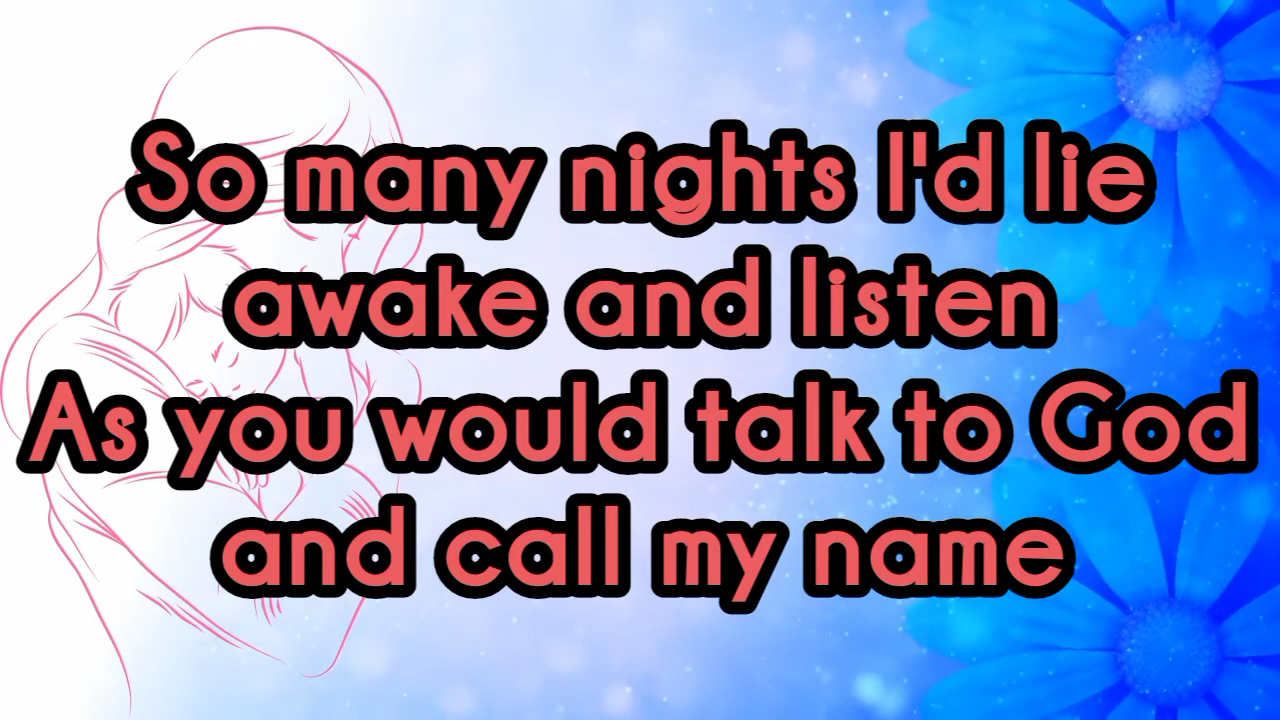 So many nights I'd lie
awake and listen
As you would talk to God
and call my name